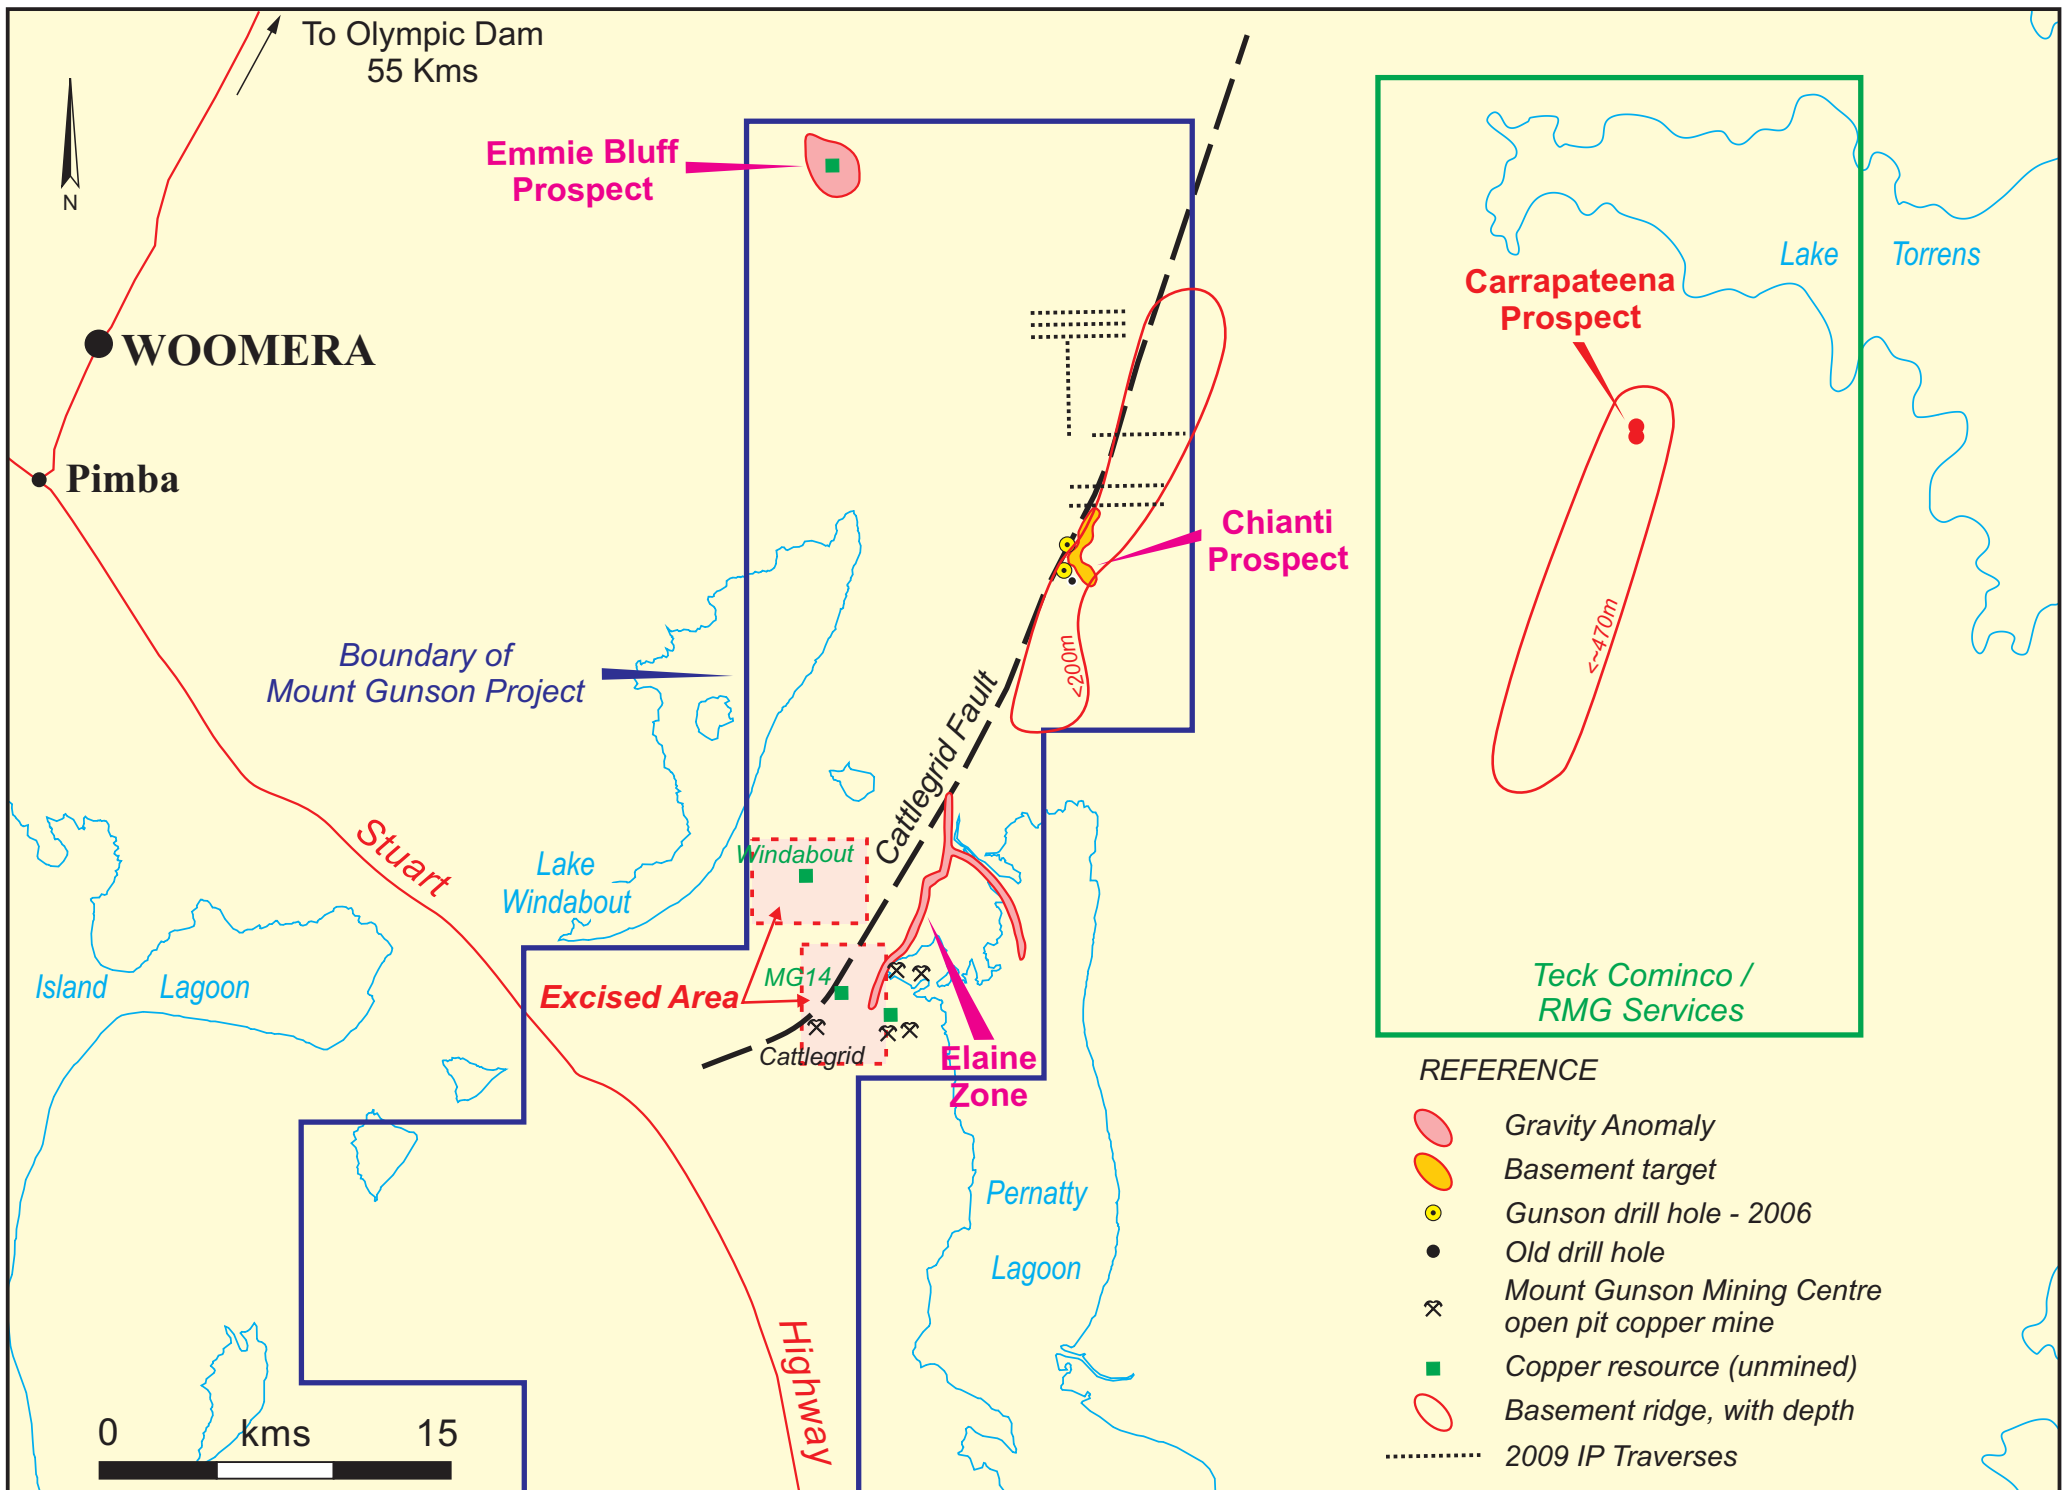 To Olympic Dam
55 Kms
N
Emmie Bluff
Prospect
Lake Torrens
Carrapateena
Prospect
WOOMERA
Pimba
Chianti
Prospect
<200m
<~470m
Boundary of
Mount Gunson Project
Cattlegrid Fault
Stuart
Windabout
Lake
Windabout
Island Lagoon
MG14
Excised Area
Cattlegrid
Elaine
Zone
Teck Cominco /
RMG Services
Pernatty
Lagoon
Highway
0 kms 15
REFERENCE
Gravity Anomaly
Basement target
Gunson drill hole - 2006
Old drill hole
Mount Gunson Mining Centre
open pit copper mine
Copper resource (unmined)
Basement ridge, with depth
2009 IP Traverses